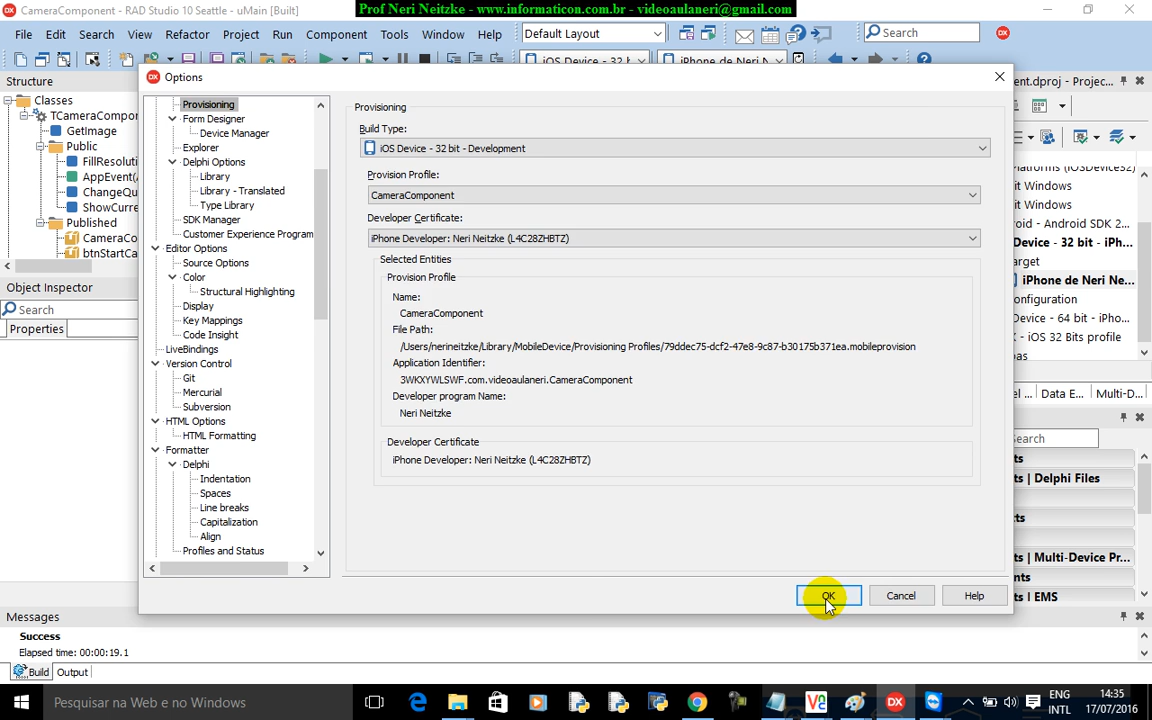 CameraComponent - RAD Studio 10 Seattle - uMain [Built]
Prof Neri Neitzke - www.informaticon.com.br - videoaulaneri@gmail.com
File Edit Search View Refactor Project Run Component Tools Window Help
Default Layout
Search
Structure
Options
ent.dproj - Projec...
Classes
TCameraCompor
GetImage
Public
FillResoluti
AppEvent(
ChangeQu
ShowCurre
Published
CameraCo
btnStartCa
Object Inspector
Search
Properties
Provisioning
Form Designer
Device Manager
Explorer
Delphi Options
Library
Library - Translated
Type Library
SDK Manager
Customer Experience Program
Editor Options
Source Options
Color
Structural Highlighting
Display
Key Mappings
Code Insight
LiveBindings
Version Control
Git
Mercurial
Subversion
HTML Options
HTML Formatting
Formatter
Delphi
Indentation
Spaces
Line breaks
Capitalization
Align
Profiles and Status
Provisioning
Build Type:
iOS Device - 32 bit - Development
Provision Profile:
CameraComponent
Developer Certificate:
iPhone Developer: Neri Neitzke (L4C28ZHBTZ)
Selected Entities
Provision Profile
Name:
CameraComponent
File Path:
/Users/nerineitzke/Library/MobileDevice/Provisioning Profiles/79ddec75-dcf2-47e8-9c87-b30175b371ea.mobileprovision
Application Identifier:
3WKXYWLSWF.com.videoaulaneri.CameraComponent
Developer program Name:
Neri Neitzke
Developer Certificate
iPhone Developer: Neri Neitzke (L4C28ZHBTZ)
OK Cancel Help
it Windows
it Windows
oid - Android SDK 2...
Device - 32 bit - iPh...
arget
iPhone de Neri Ne...
onfiguration
Device - 64 bit - iPho...
- iOS 32 Bits profile
pas
el ... Data E... Multi-D...
Search
ts
ts | Delphi Files
ts
ts | Multi-Device Pr...
nts
ts | EMS
Messages
Success
Elapsed time: 00:00:19.1
Build Output
Pesquisar na Web e no Windows
ENG
INTL
14:35
17/07/2016